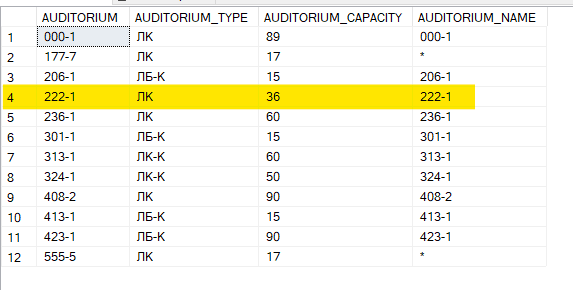 AUDITORIUM AUDITORIUM_TYPE AUDITORIUM_CAPACITY AUDITORIUM_NAME
1 000-1 ЛК 89 000-1
2 177-7 ЛК 17 *
3 206-1 ЛБ-К 15 206-1
4 222-1 ЛК 36 222-1
5 236-1 ЛК 60 236-1
6 301-1 ЛБ-К 15 301-1
7 313-1 ЛК-К 60 313-1
8 324-1 ЛК-К 50 324-1
9 408-2 ЛК 90 408-2
10 413-1 ЛБ-К 15 413-1
11 423-1 ЛБ-К 90 423-1
12 555-5 ЛК 17 *